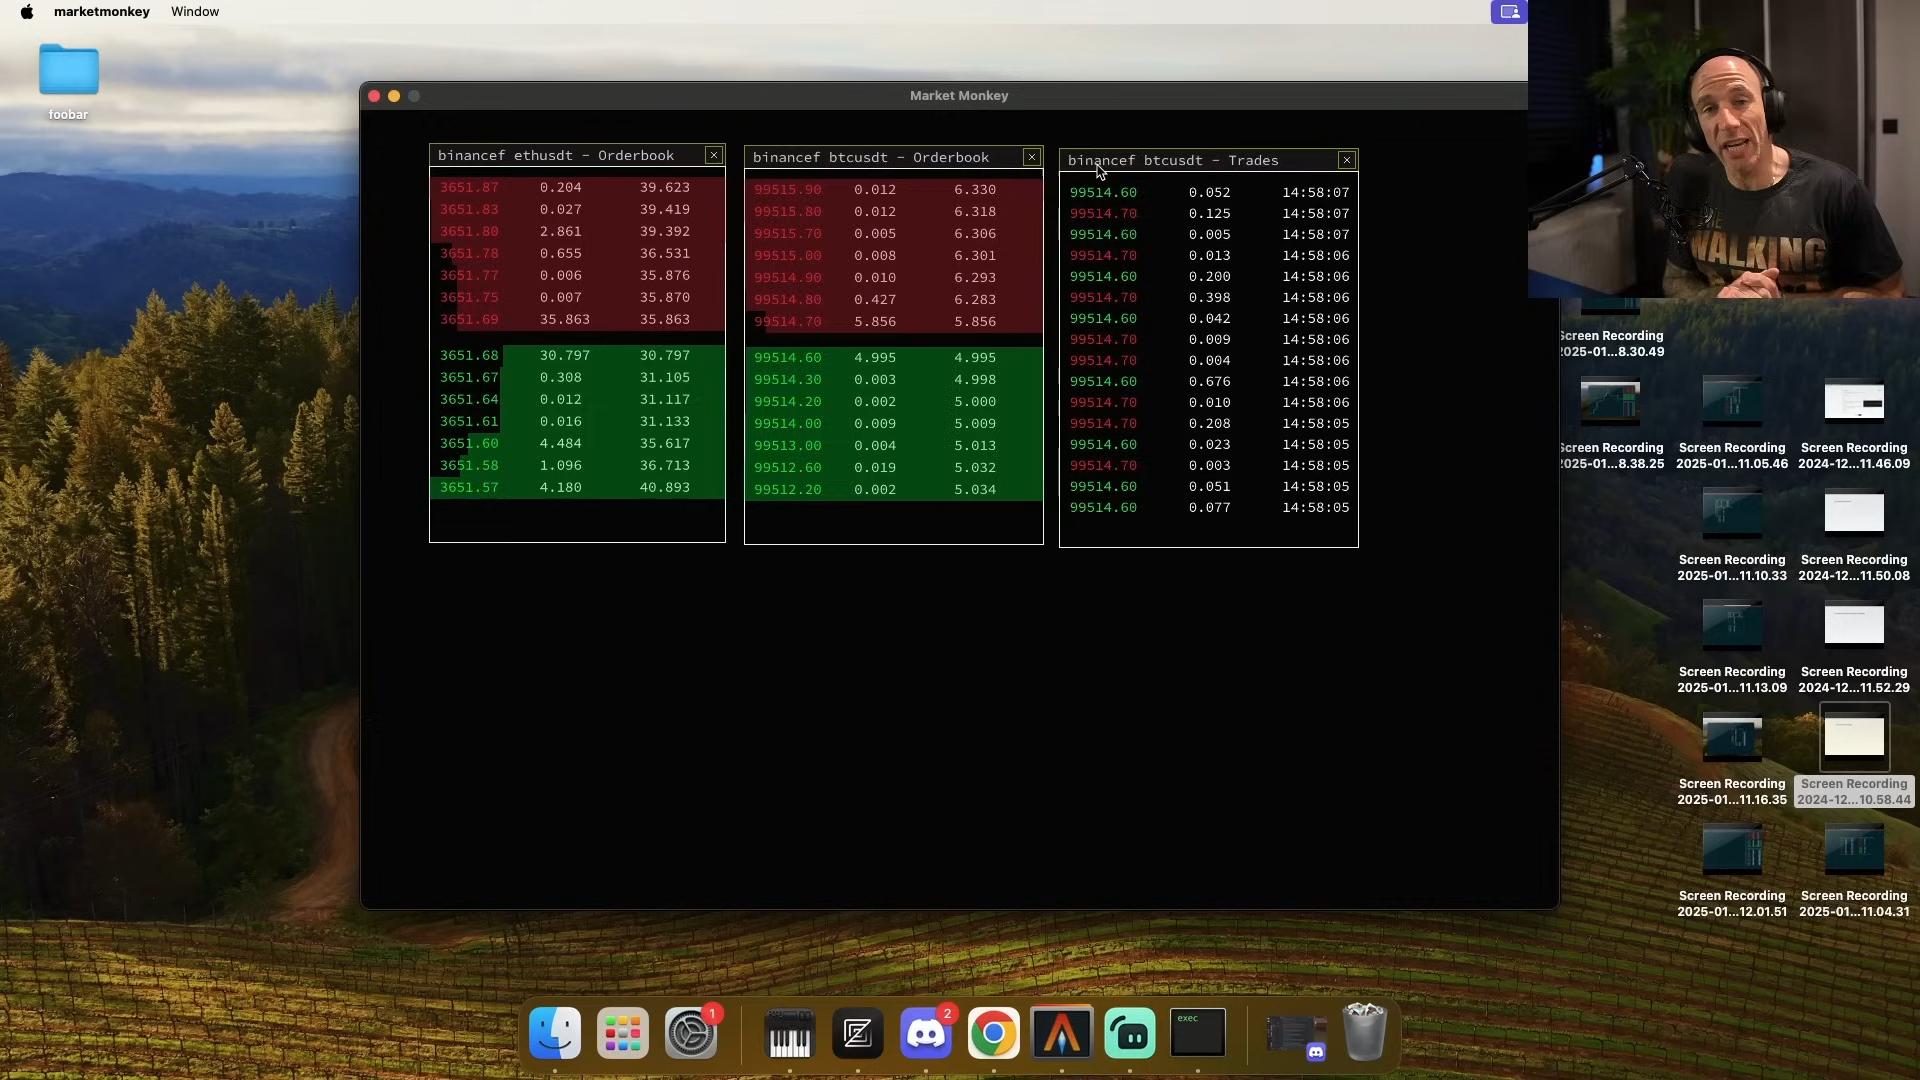 marketmonkey Window
foobar
Market Monkey
binancef ethusdt - Orderbook
3651.87 0.204 39.623
3651.83 0.027 39.419
3651.80 2.861 39.392
3651.78 0.655 36.531
3651.77 0.006 35.876
3651.75 0.007 35.870
3651.69 35.863 35.863
3651.68 30.797 30.797
3651.67 0.308 31.105
3651.64 0.012 31.117
3651.61 0.016 31.133
3651.60 4.484 35.617
3651.58 1.096 36.713
3651.57 4.180 40.893
binancef btcusdt - Orderbook
99515.90 0.012 6.330
99515.80 0.012 6.318
99515.70 0.005 6.306
99515.00 0.008 6.301
99514.90 0.010 6.293
99514.80 0.427 6.283
99514.70 5.856 5.856
99514.60 4.995 4.995
99514.30 0.003 4.998
99514.20 0.002 5.000
99514.00 0.009 5.009
99513.00 0.004 5.013
99512.60 0.019 5.032
99512.20 0.002 5.034
binancef btcusdt - Trades
99514.60 0.052 14:58:07
99514.70 0.125 14:58:07
99514.60 0.005 14:58:07
99514.70 0.013 14:58:06
99514.60 0.200 14:58:06
99514.70 0.398 14:58:06
99514.60 0.042 14:58:06
99514.70 0.009 14:58:06
99514.70 0.004 14:58:06
99514.60 0.676 14:58:06
99514.70 0.010 14:58:06
99514.70 0.208 14:58:05
99514.60 0.023 14:58:05
99514.70 0.003 14:58:05
99514.60 0.051 14:58:05
99514.60 0.077 14:58:05
WALKING
Screen Recording
2025-01...8.30.49
Screen Recording
2025-01...8.38.25
Screen Recording
2025-01...11.05.46
Screen Recording
2024-12...11.46.09
Screen Recording
2025-01...11.10.33
Screen Recording
2024-12...11.50.08
Screen Recording
2025-01...11.13.09
Screen Recording
2024-12...11.52.29
Screen Recording
2025-01...11.16.35
Screen Recording
2024-12...10.58.44
Screen Recording
2025-01...12.01.51
Screen Recording
2025-01...11.04.31
1
2
exec